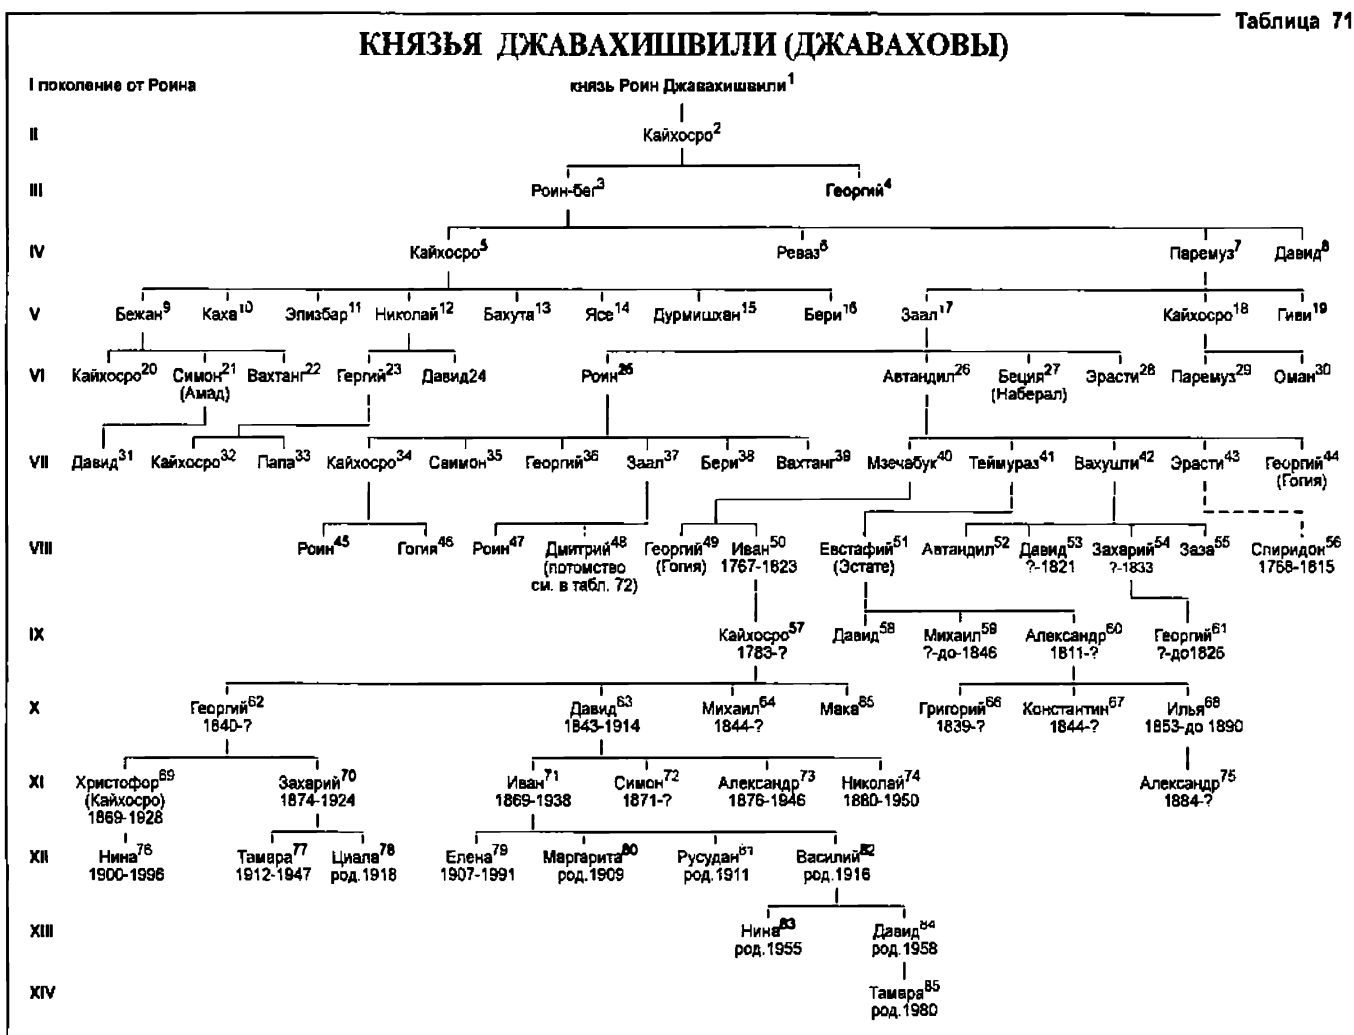 Таблица 71
КНЯЗЬЯ ДЖАВАХИШВИЛИ (ДЖАВАХОВЫ)
I поколение от Роина князь Роин Джавахишвили1
II Кайхосро2
III Роин-бег3 Георгий4
IV Кайхосро5 Реваз6 Паремуз7 Давид8
V Бежан9 Каха10 Элизбар11 Николай12 Бахута13 Ясе14 Дурмишхан15 Бери16 Заал17 Кайхосро18 Гиви19
VI Кайхосро20 Симон21 Вахтанг22 Гергий23 Давид24 Роин25 Автандил26 Беция27 Эрасти28 Паремуз29 Оман30
(Амад) (Наберал)
VII Давид31 Кайхосро32 Папа33 Кайхосро34 Свимон35 Георгий36 Заал37 Бери38 Вахтанг39 Мзечабук40 Теймураз41 Вахушти42 Эрасти43 Георгий44
(Гогия)
VIII Роин45 Гогия46 Роин47 Дмитрий48 Георгий49 Иван50 Евстафий51 Автандил52 Давид53 Захарий54 Заза55 Спиридон56
(потомство (Гогия) 1767-1823 (Эстате) ?-1821 ?-1833 1768-1815
см. в табл. 72)
IX Кайхосро57 Давид58 Михаил59 Александр60 Георгий61
1783-? ?-до-1846 1811-? ?-до1826
X Георгий62 Давид63 Михаил64 Мака65 Григорий66 Константин67 Илья68
1840-? 1843-1914 1844-? 1839-? 1844-? 1853-до 1890
XI Христофор69 Захарий70 Иван71 Симон72 Александр73 Николай74 Александр75
(Кайхосро) 1874-1924 1869-1938 1871-? 1876-1946 1880-1950 1884-?
1869-1928
XII Нина76 Тамара77 Циала78 Елена79 Маргарита80 Русудан81 Василий82
1900-1996 1912-1947 род.1918 1907-1991 род.1909 род.1911 род.1916
XIII Нина83 Давид84
род.1955 род.1958
XIV Тамара85
род.1980